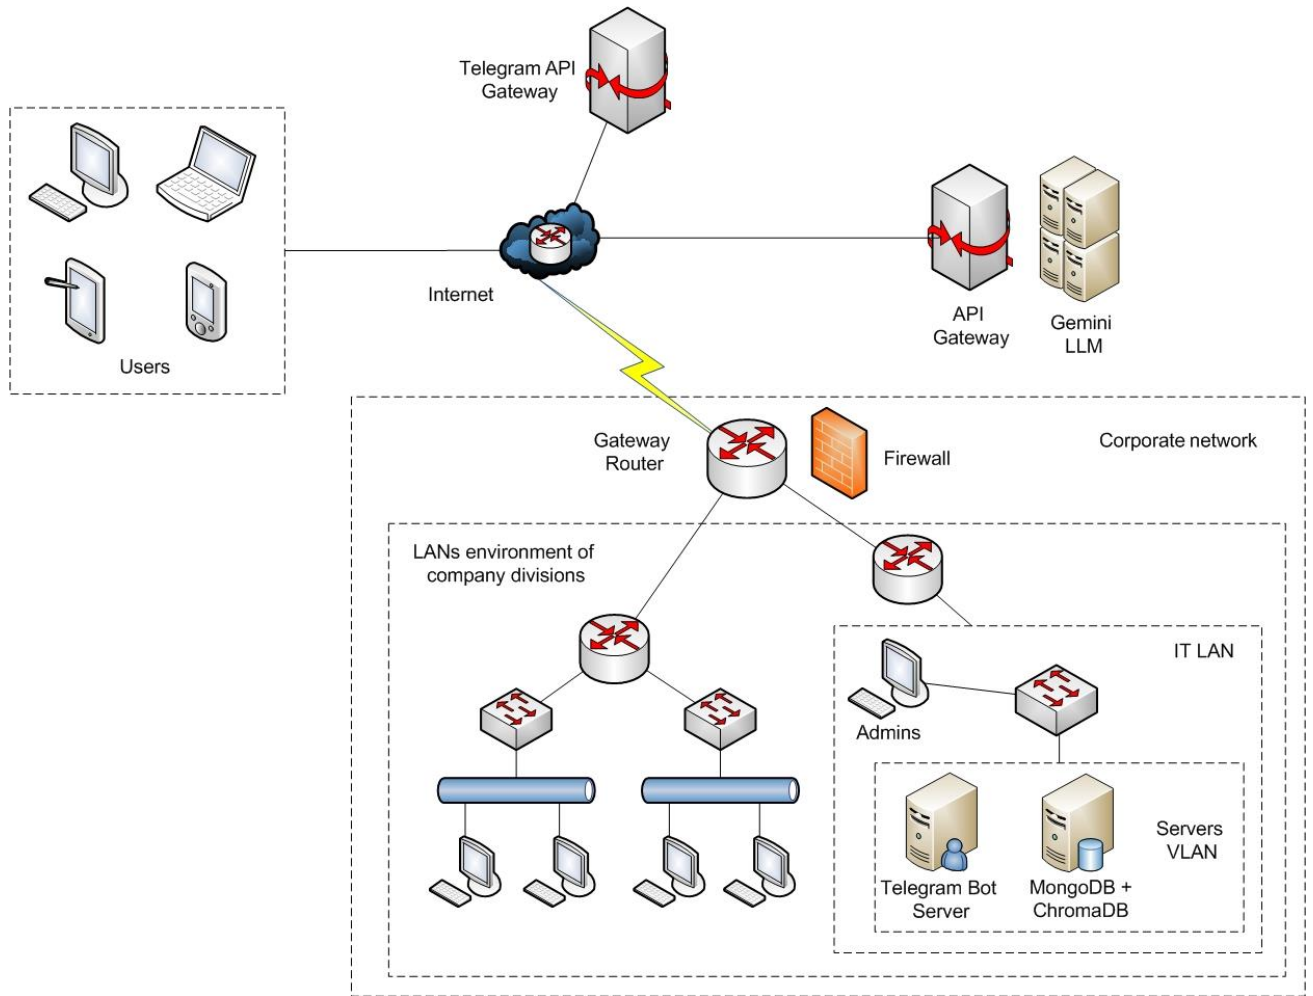 Telegram API
Gateway
Users
Internet
API
Gateway
Gemini
LLM
Gateway
Router
Firewall
Corporate network
LANs environment of
company divisions
IT LAN
Admins
Servers
VLAN
Telegram Bot
Server
MongoDB +
ChromaDB